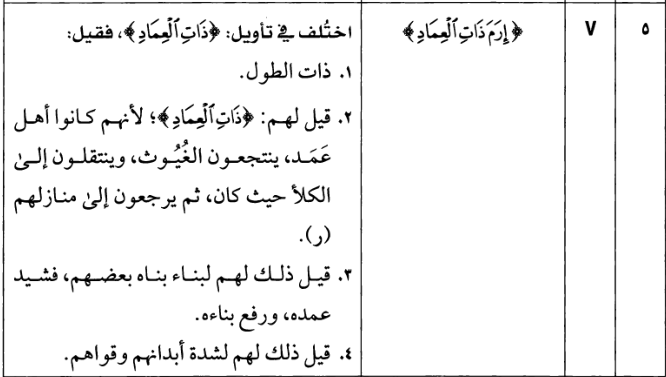 ٥ ٧ ﴿إِرَمَ ذَاتِ ٱلْعِمَادِ﴾ اختُلف في تأويل: ﴿ذَاتِ ٱلْعِمَادِ﴾، فقيل:
١. ذات الطول.
٢. قيل لهم: ﴿ذَاتِ ٱلْعِمَادِ﴾؛ لأنهم كانوا أهل
عَمَد، ينتجعون الغُيُوث، وينتقلون إلىٰ
الكلأ حيث كان، ثم يرجعون إلىٰ منازلهم
(ر).
٣. قيل ذلك لهم لبناء بناه بعضهم، فشيد
عمده، ورفع بناءه.
٤. قيل ذلك لهم لشدة أبدانهم وقواهم.